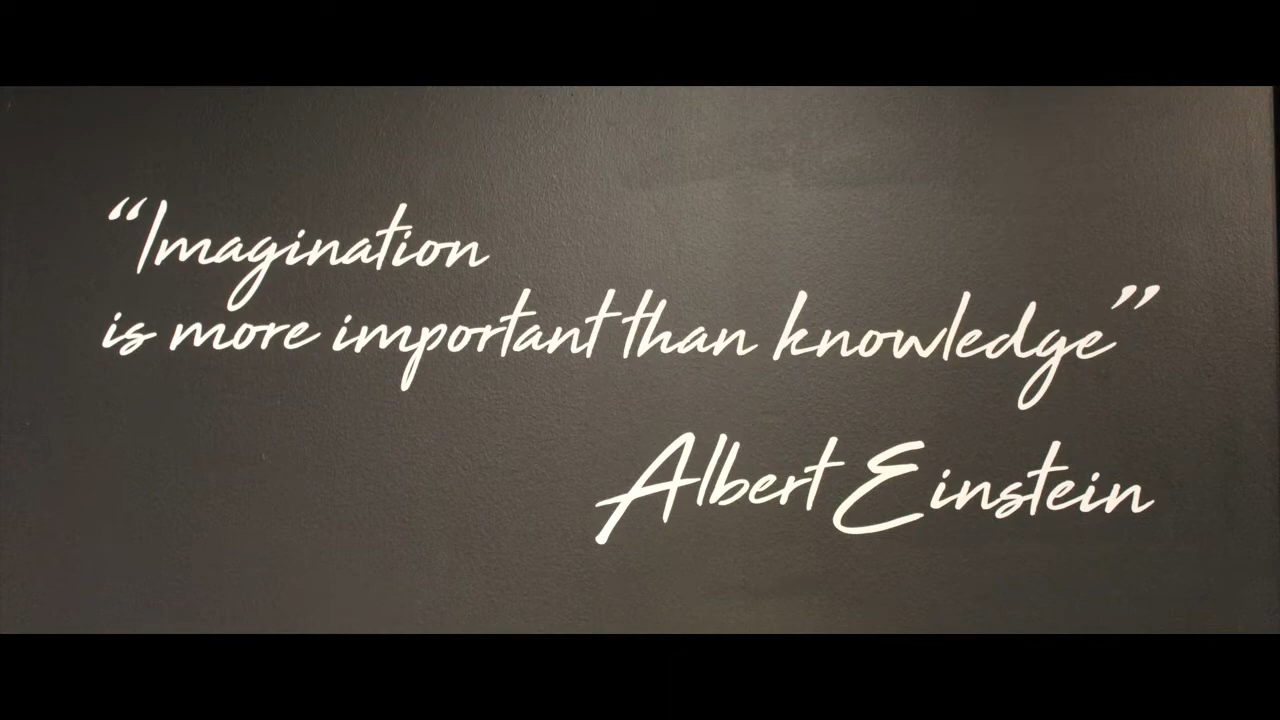 “Imagination
is more important than knowledge”
Albert Einstein